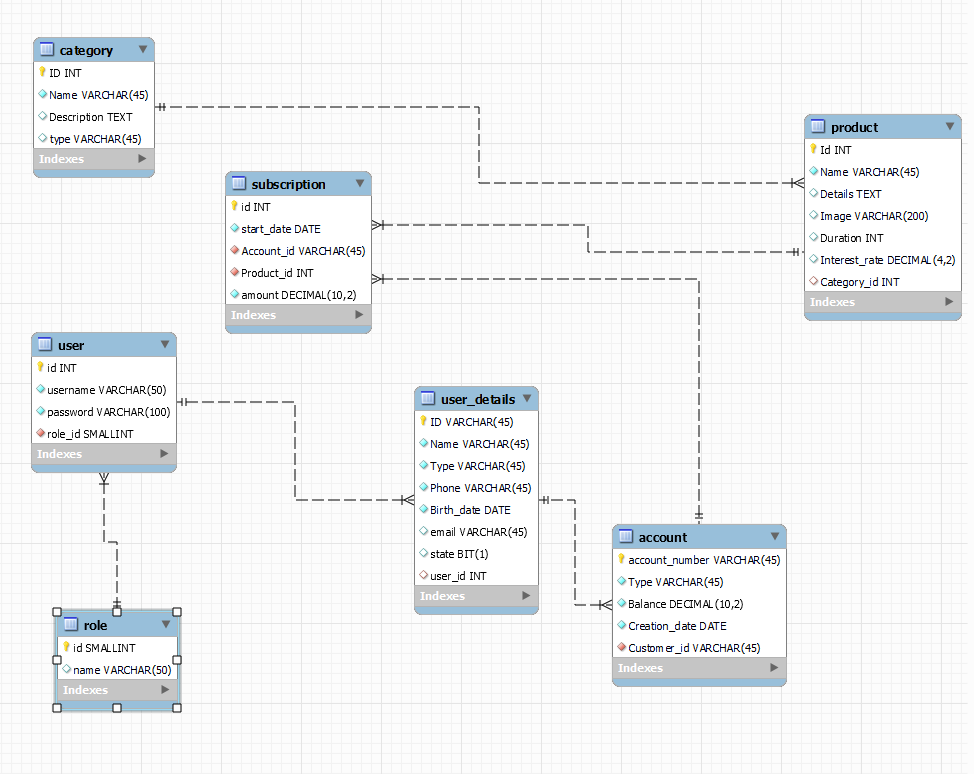 category
ID INT
Name VARCHAR(45)
Description TEXT
type VARCHAR(45)
Indexes
product
Id INT
Name VARCHAR(45)
Details TEXT
Image VARCHAR(200)
Duration INT
Interest_rate DECIMAL(4,2)
Category_id INT
Indexes
subscription
id INT
start_date DATE
Account_id VARCHAR(45)
Product_id INT
amount DECIMAL(10,2)
Indexes
user
id INT
username VARCHAR(50)
password VARCHAR(100)
role_id SMALLINT
Indexes
user_details
ID VARCHAR(45)
Name VARCHAR(45)
Type VARCHAR(45)
Phone VARCHAR(45)
Birth_date DATE
email VARCHAR(45)
state BIT(1)
user_id INT
Indexes
account
account_number VARCHAR(45)
Type VARCHAR(45)
Balance DECIMAL(10,2)
Creation_date DATE
Customer_id VARCHAR(45)
Indexes
role
id SMALLINT
name VARCHAR(50)
Indexes